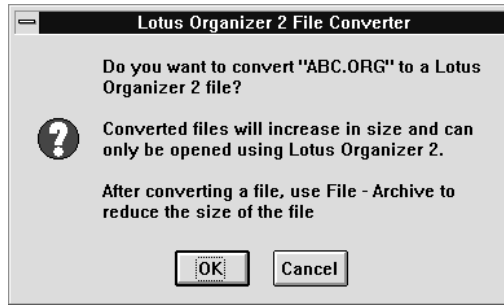 Lotus Organizer 2 File Converter
Do you want to convert "ABC.ORG" to a Lotus
Organizer 2 file?
Converted files will increase in size and can
only be opened using Lotus Organizer 2.
After converting a file, use File - Archive to
reduce the size of the file
OK
Cancel